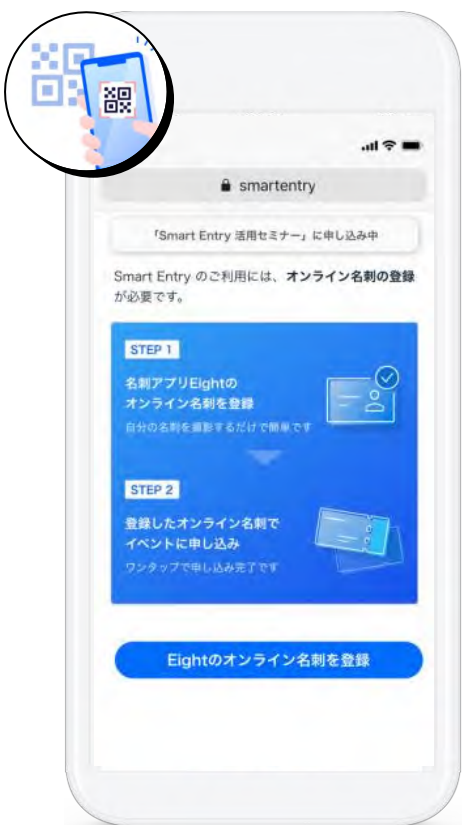 smartentry
「Smart Entry 活用セミナー」に申し込み中
Smart Entry のご利用には、オンライン名刺の登録
が必要です。
STEP 1
名刺アプリEightの
オンライン名刺を登録
自分の名刺を撮影するだけで簡単です
STEP 2
登録したオンライン名刺で
イベントに申し込み
ワンタップで申し込み完了です
Eightのオンライン名刺を登録